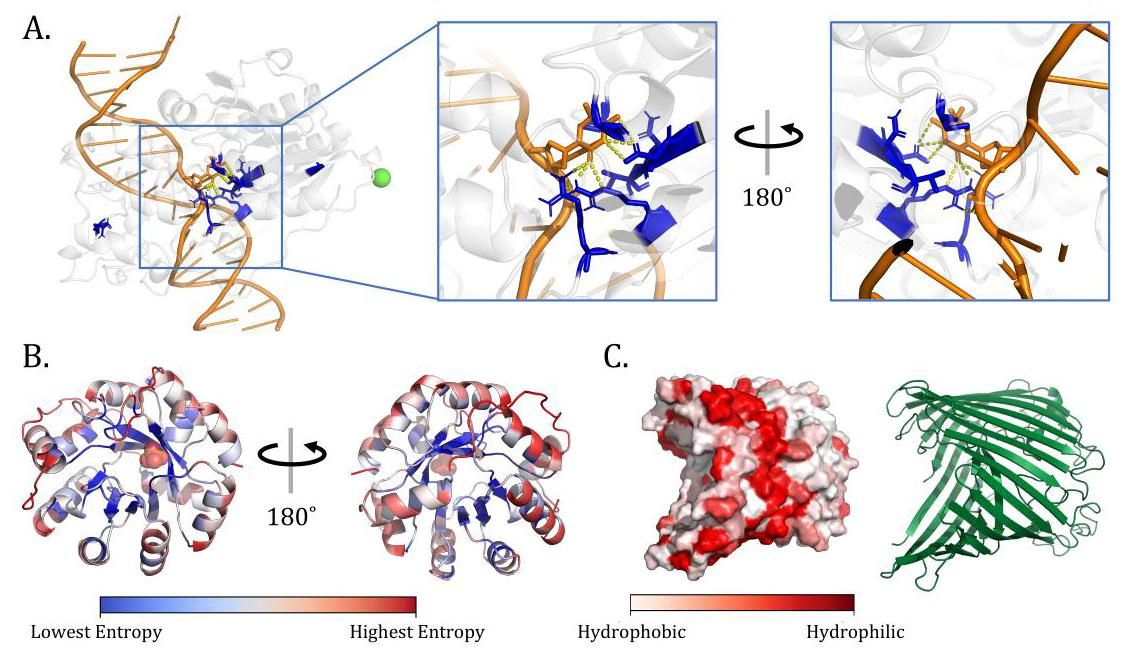 A.
180°
B.
C.
180°
Lowest Entropy
Highest Entropy
Hydrophobic
Hydrophilic